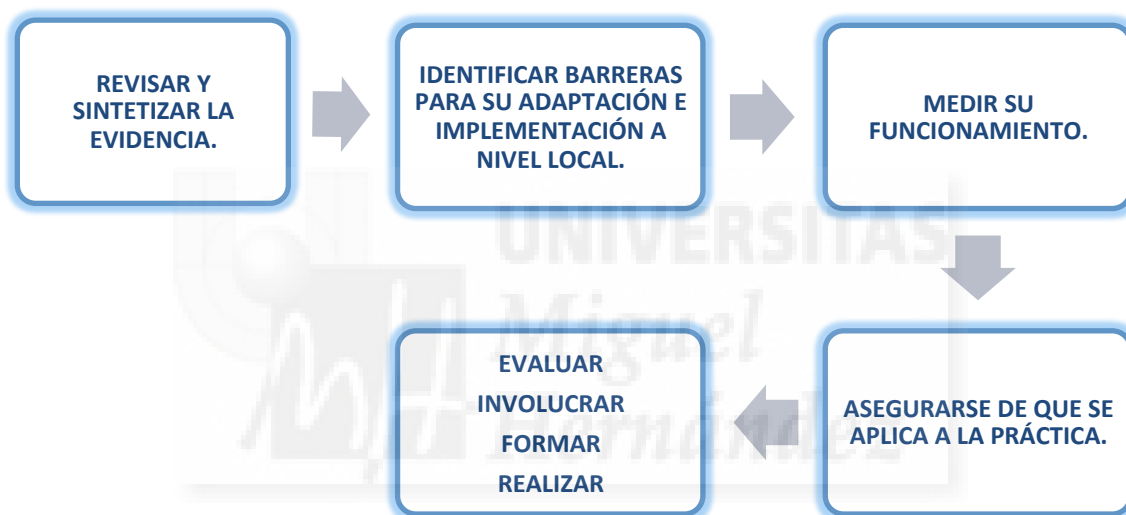 REVISAR Y
SINTETIZAR LA
EVIDENCIA.
IDENTIFICAR BARRERAS
PARA SU ADAPTACIÓN E
IMPLEMENTACIÓN A
NIVEL LOCAL.
MEDIR SU
FUNCIONAMIENTO.
ASEGURARSE DE QUE SE
APLICA A LA PRÁCTICA.
EVALUAR
INVOLUCRAR
FORMAR
REALIZAR
UNIVERSITAS
Miguel
Hernández